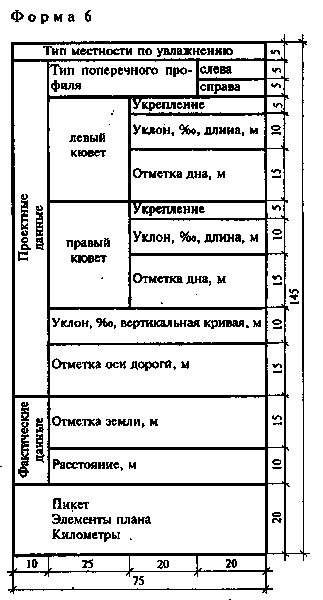 Форма 6
Тип местности по увлажнению
5
Проектные данные
Тип поперечного про-
филя
слева
5
справа
5
левый
кювет
Укрепление
5
Уклон, ‰, длина, м
10
Отметка дна, м
15
правый
кювет
Укрепление
5
Уклон, ‰, длина, м
10
Отметка дна, м
15
Уклон, ‰, вертикальная кривая, м
10
Отметка оси дороги, м
15
Фактические
данные
Отметка земли, м
15
Расстояние, м
10
Пикет
Элементы плана
Километры
20
145
10
25
20
20
75